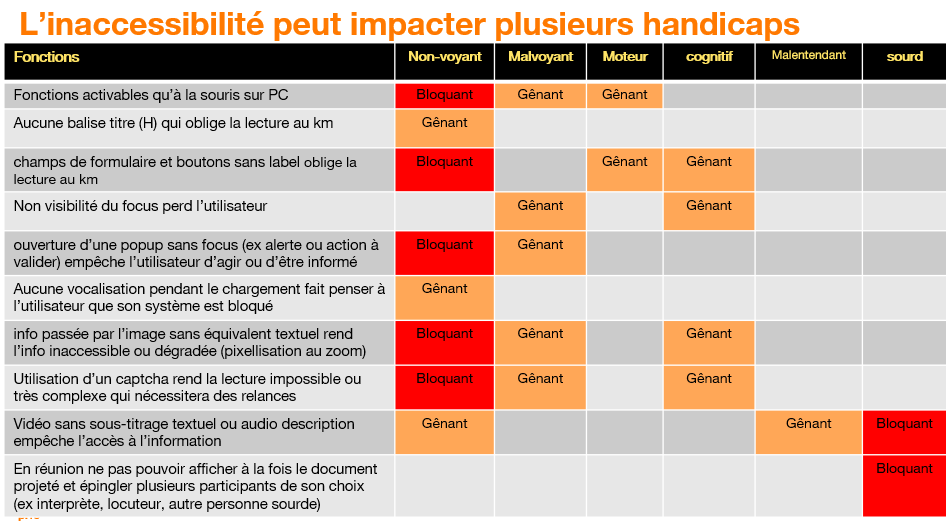 L’inaccessibilité peut impacter plusieurs handicaps
Fonctions Non-voyant Malvoyant Moteur cognitif Malentendant sourd
Fonctions activables qu’à la souris sur PC Bloquant Gênant Gênant
Aucune balise titre (H) qui oblige la lecture au km Gênant
champs de formulaire et boutons sans label oblige la Bloquant Gênant Gênant
lecture au km
Non visibilité du focus perd l’utilisateur Gênant Gênant
ouverture d’une popup sans focus (ex alerte ou action à Bloquant Gênant
valider) empêche l’utilisateur d’agir ou d’être informé
Aucune vocalisation pendant le chargement fait penser à Gênant
l’utilisateur que son système est bloqué
info passée par l’image sans équivalent textuel rend Bloquant Gênant Gênant
l’info inaccessible ou dégradée (pixellisation au zoom)
Utilisation d’un captcha rend la lecture impossible ou Bloquant Gênant Gênant
très complexe qui nécessitera des relances
Vidéo sans sous-titrage textuel ou audio description Gênant Gênant Bloquant
empêche l’accès à l’information
En réunion ne pas pouvoir afficher à la fois le document Bloquant
projeté et épingler plusieurs participants de son choix
(ex interprète, locuteur, autre personne sourde)